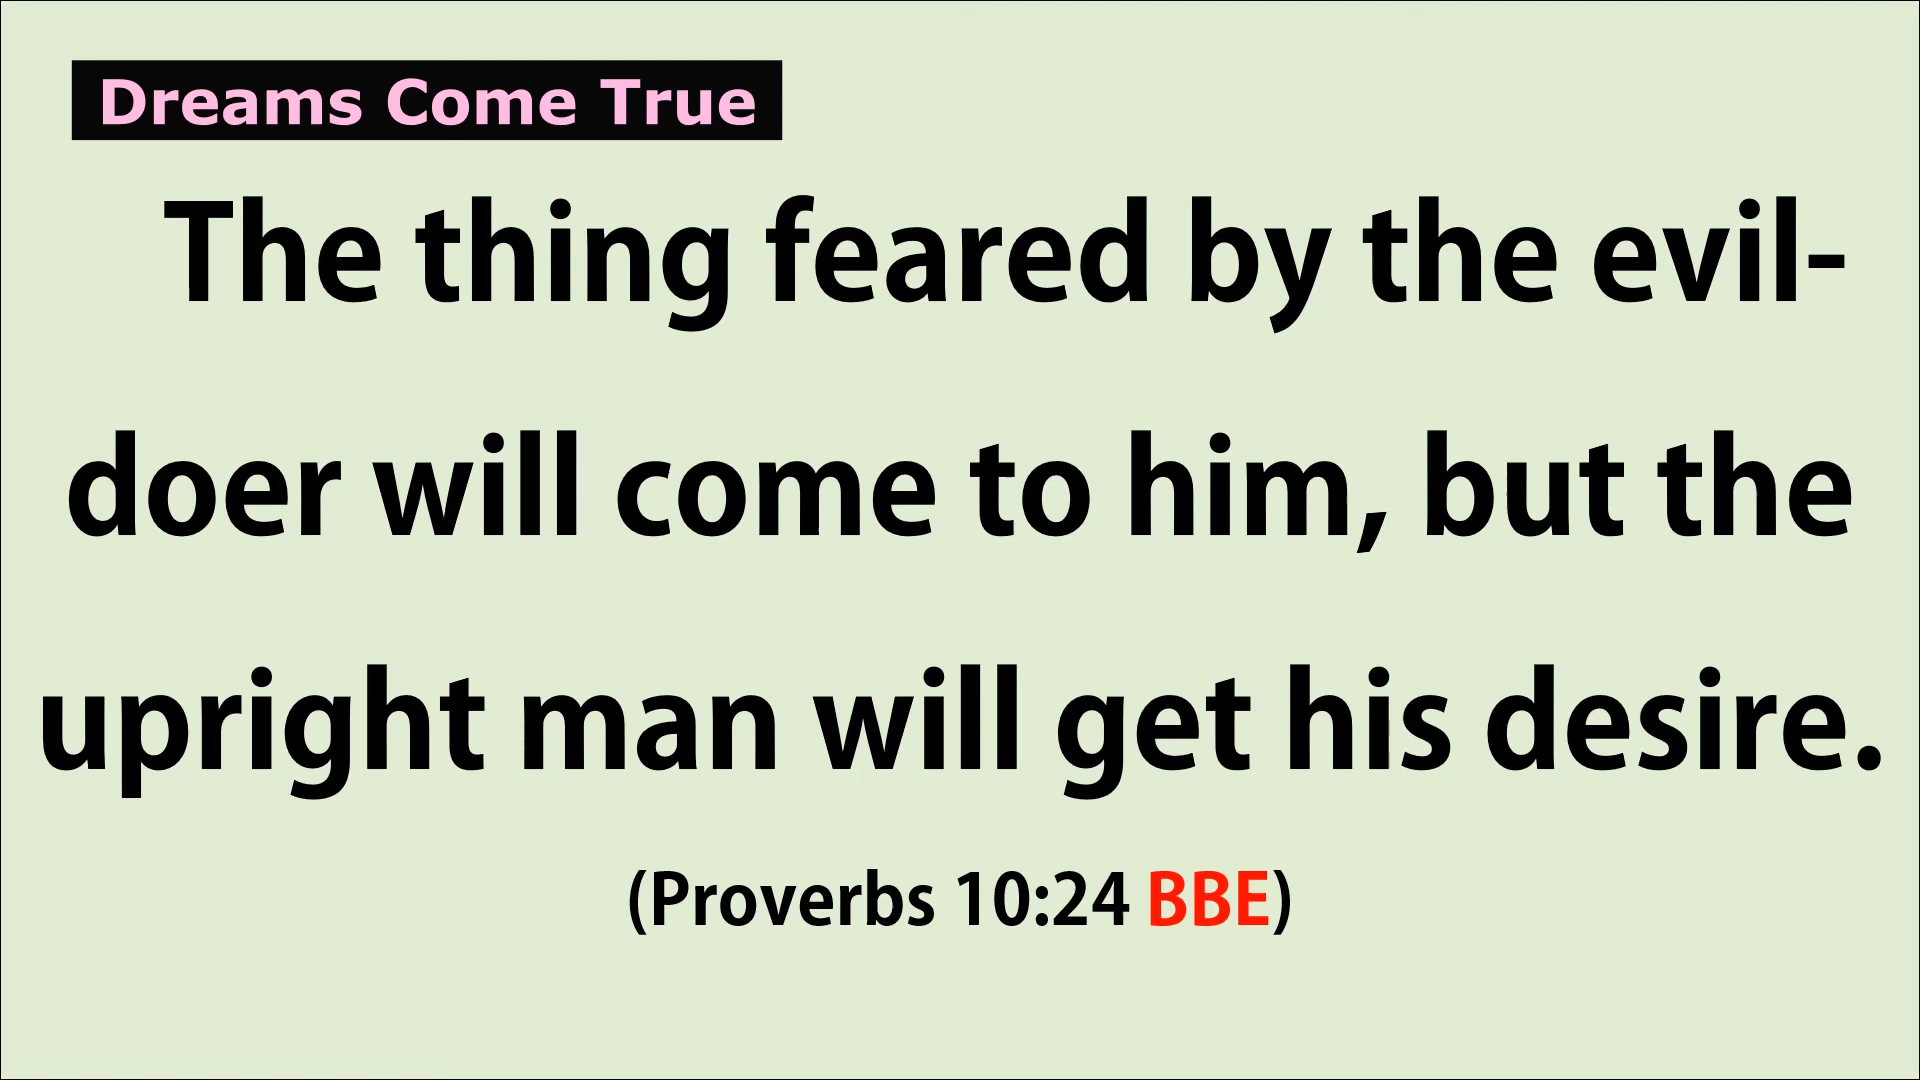 Dreams Come True
The thing feared by the evil-
doer will come to him, but the
upright man will get his desire.
(Proverbs 10:24 BBE)